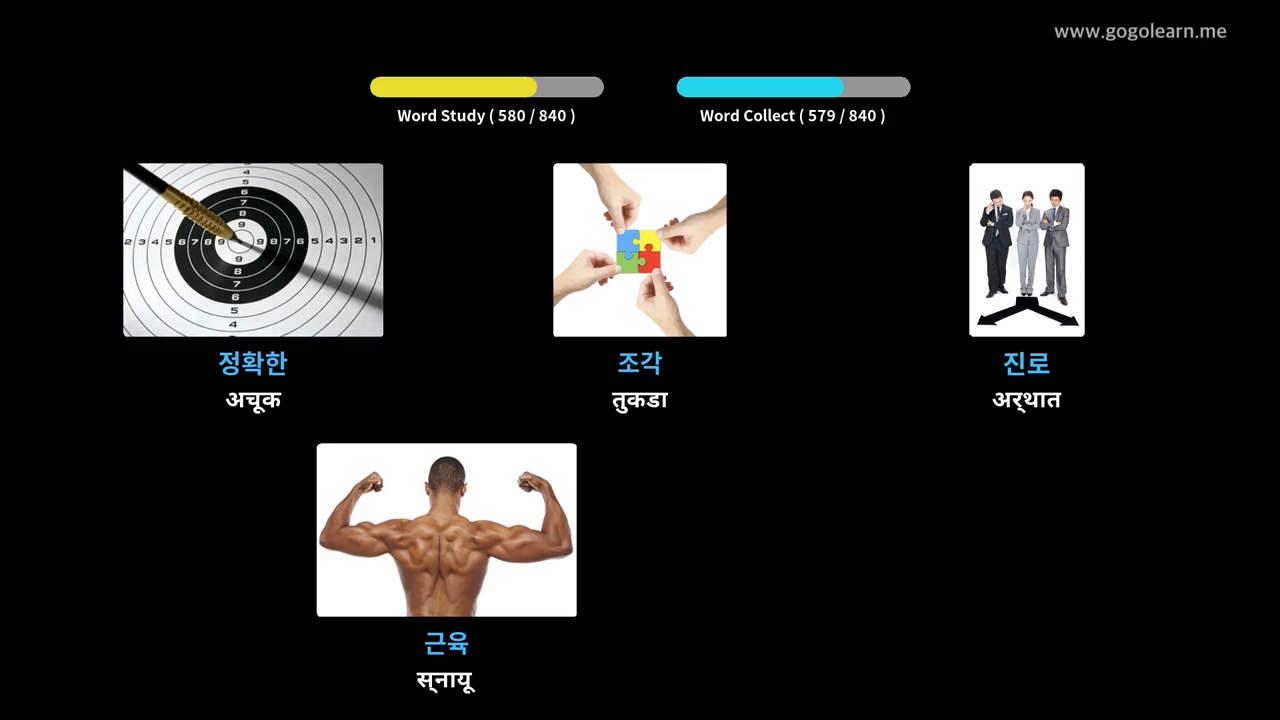 www.gogolearn.me
Word Study ( 580 / 840 )
Word Collect ( 579 / 840 )
정확한
अचूक
조각
तुकडा
진로
अर्‌थात
근육
स्‌नायू